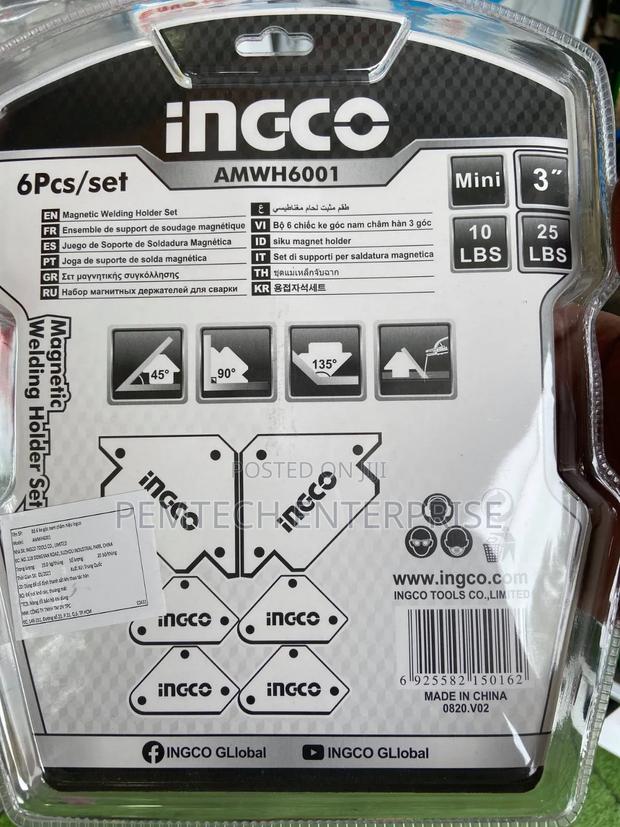 INGCO
AMWH6001
6Pcs/set
Mini
3"
10 LBS
25 LBS
EN Magnetic Welding Holder Set
FR Ensemble de support de soudage magnétique
ES Juego de Soporte de Soldadura Magnética
PT Joga de suporte de solda magnética
GR Σετ μαγνητικής συγκόλλησης
RU Набор магнитных держателей для сварки
ع طقم مثبت لحام مغناطيسي
VI Bộ 6 chiếc ke góc nam châm hàn 3 góc
ID siku magnet holder
IT Set di supporti per saldatura magnetica
TH ชุดแม่เหล็กจับฉาก
KR 용접자석세트
Magnetic
Welding Holder Set
45°
90°
135°
INGCO
INGCO
POSTED ON JIJI
PEMTECH ENTERPRISE
AMWH6001
INGCO
INGCO
INGCO
INGCO
www.ingco.com
INGCO TOOLS CO.,LIMITED
6 925582 150162
MADE IN CHINA
0820.V02
INGCO GLlobal
INGCO GLlobal